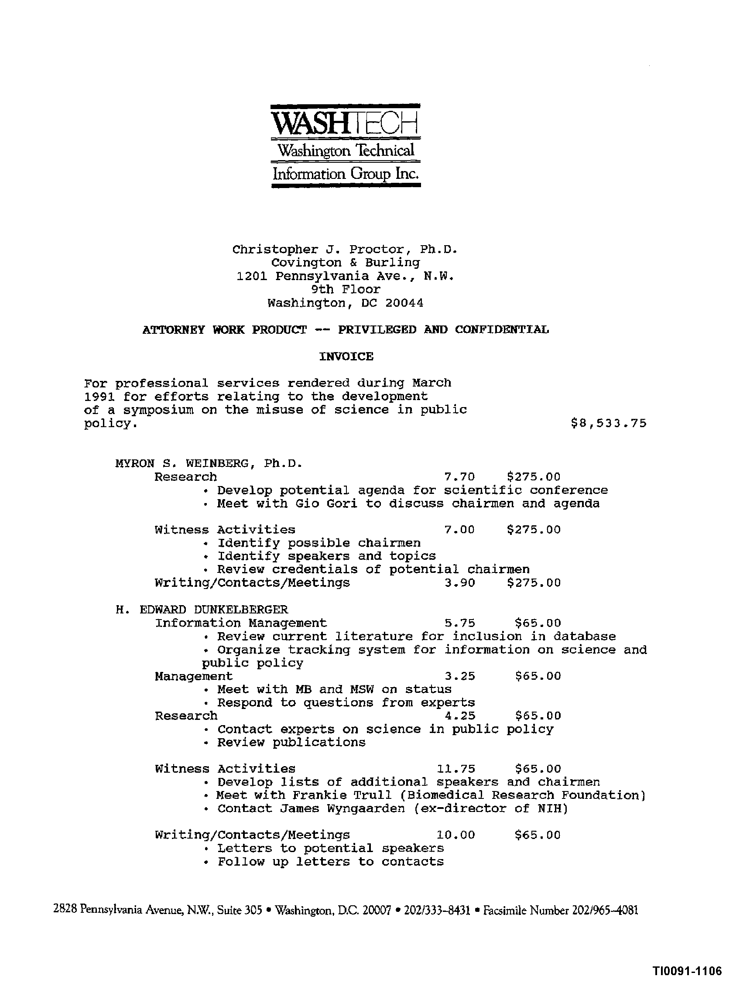 WASHTECH
Washington Technical
Information Group Inc.
Christopher J. Proctor, Ph.D.
Covington & Burling
1201 Pennsylvania Ave., N.W.
9th Floor
Washington, DC 20044
ATTORNEY WORK PRODUCT -- PRIVILEGED AND CONFIDENTIAL
INVOICE
For professional services rendered during March
1991 for efforts relating to the development
of a symposium on the misuse of science in public
policy. $8,533.75
MYRON S. WEINBERG, Ph.D.
Research 7.70 $275.00
• Develop potential agenda for scientific conference
• Meet with Gio Gori to discuss chairmen and agenda
Witness Activities 7.00 $275.00
• Identify possible chairmen
• Identify speakers and topics
• Review credentials of potential chairmen
Writing/Contacts/Meetings 3.90 $275.00
H. EDWARD DUNKELBERGER
Information Management 5.75 $65.00
• Review current literature for inclusion in database
• Organize tracking system for information on science and
public policy
Management 3.25 $65.00
• Meet with MB and MSW on status
• Respond to questions from experts
Research 4.25 $65.00
• Contact experts on science in public policy
• Review publications
Witness Activities 11.75 $65.00
• Develop lists of additional speakers and chairmen
• Meet with Frankie Trull (Biomedical Research Foundation)
• Contact James Wyngaarden (ex-director of NIH)
Writing/Contacts/Meetings 10.00 $65.00
• Letters to potential speakers
• Follow up letters to contacts
2828 Pennsylvania Avenue, N.W., Suite 305 • Washington, D.C. 20007 • 202/333-8431 • Facsimile Number 202/965-4081
TI0091-1106